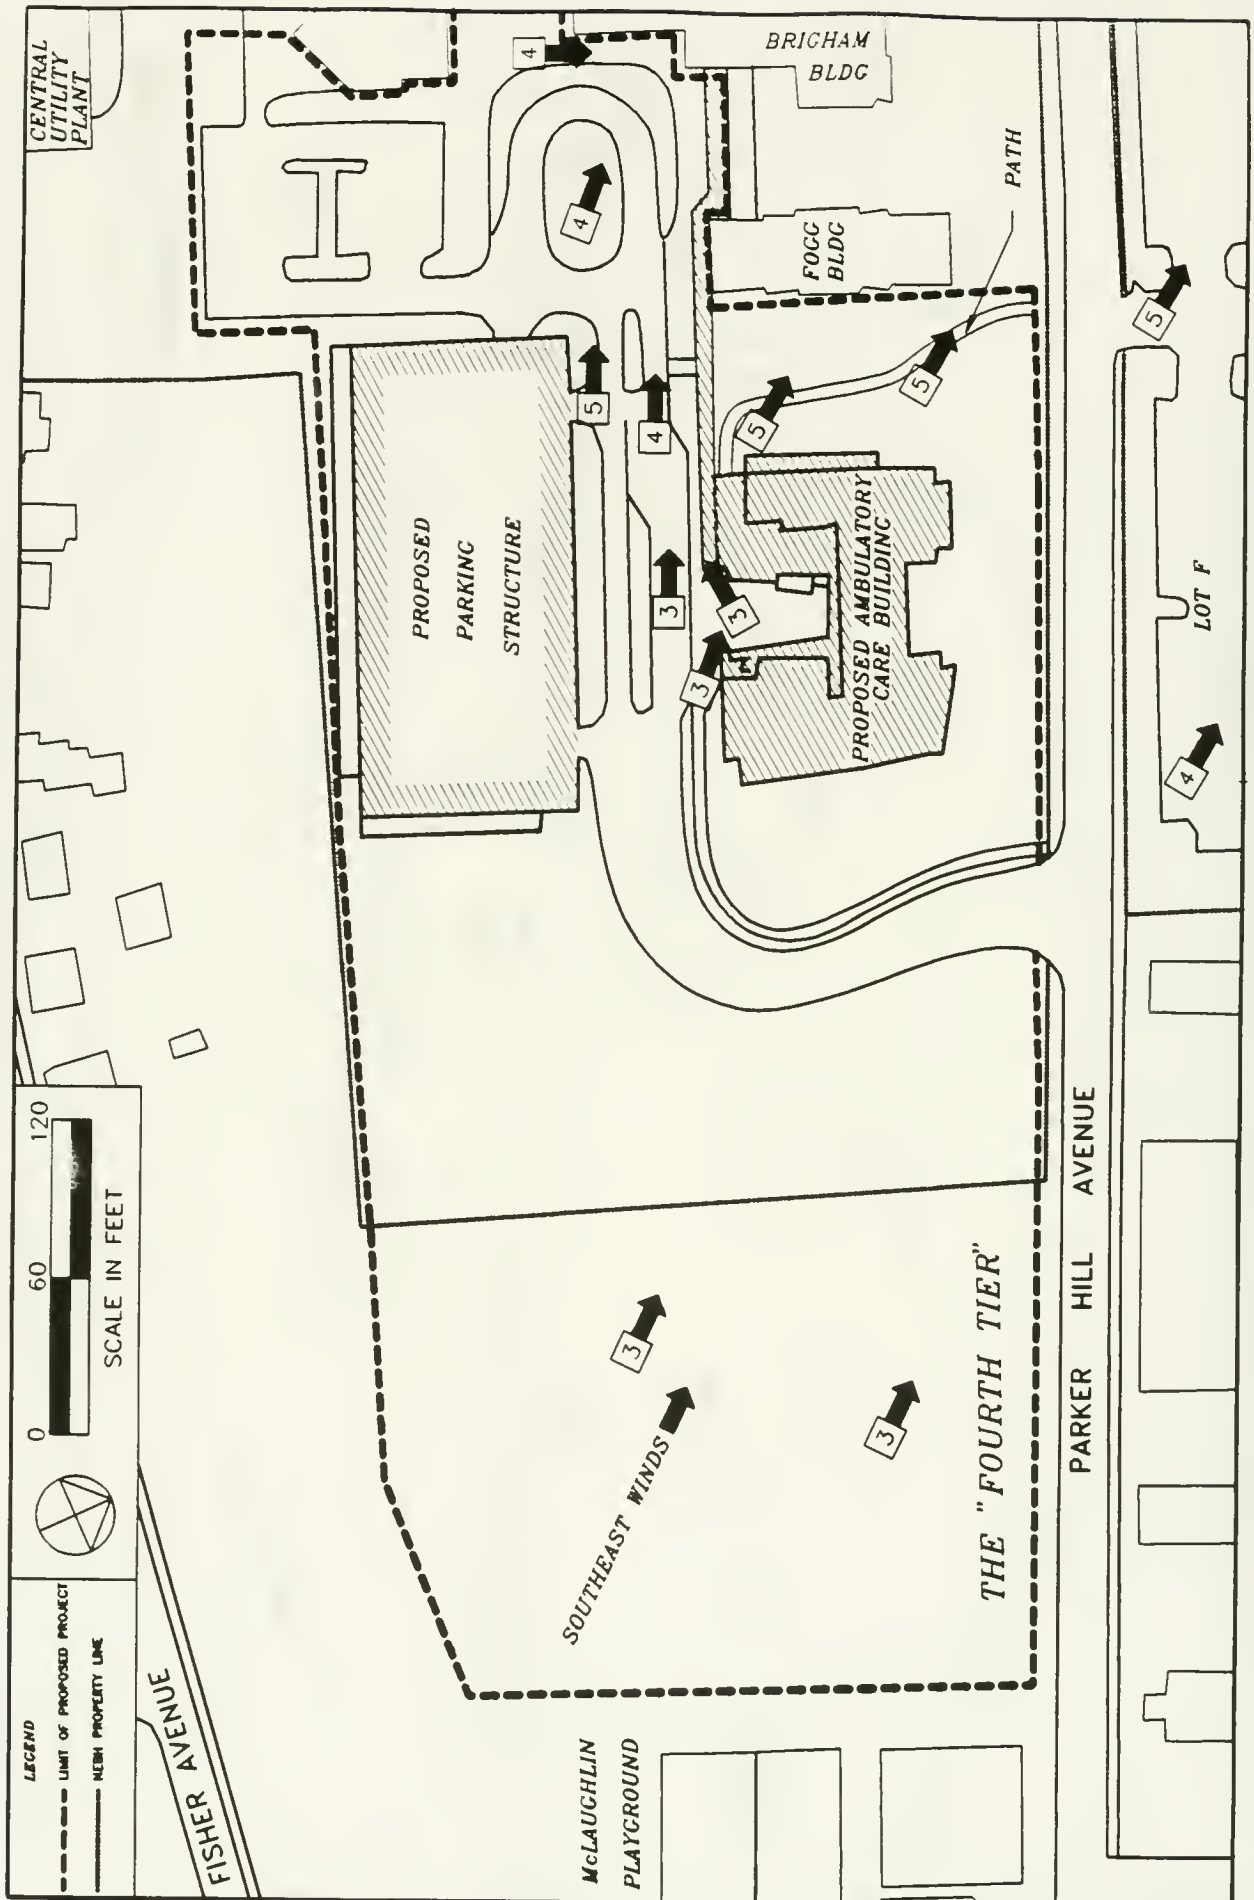 LEGEND
LIMIT OF PROPOSED PROJECT
NEBH PROPERTY LINE
0 60 120
SCALE IN FEET
FISHER AVENUE
CENTRAL
UTILITY
PLANT
McLAUGHLIN
PLAYGROUND
SOUTHEAST WINDS
3
3
THE "FOURTH TIER"
PARKER HILL AVENUE
PROPOSED
PARKING
STRUCTURE
PROPOSED AMBULATORY
CARE BUILDING
3
3
3
4
5
4
4
5
5
5
4
BRIGHAM
BLDG
FOGG
BLDG
PATH
LOT F